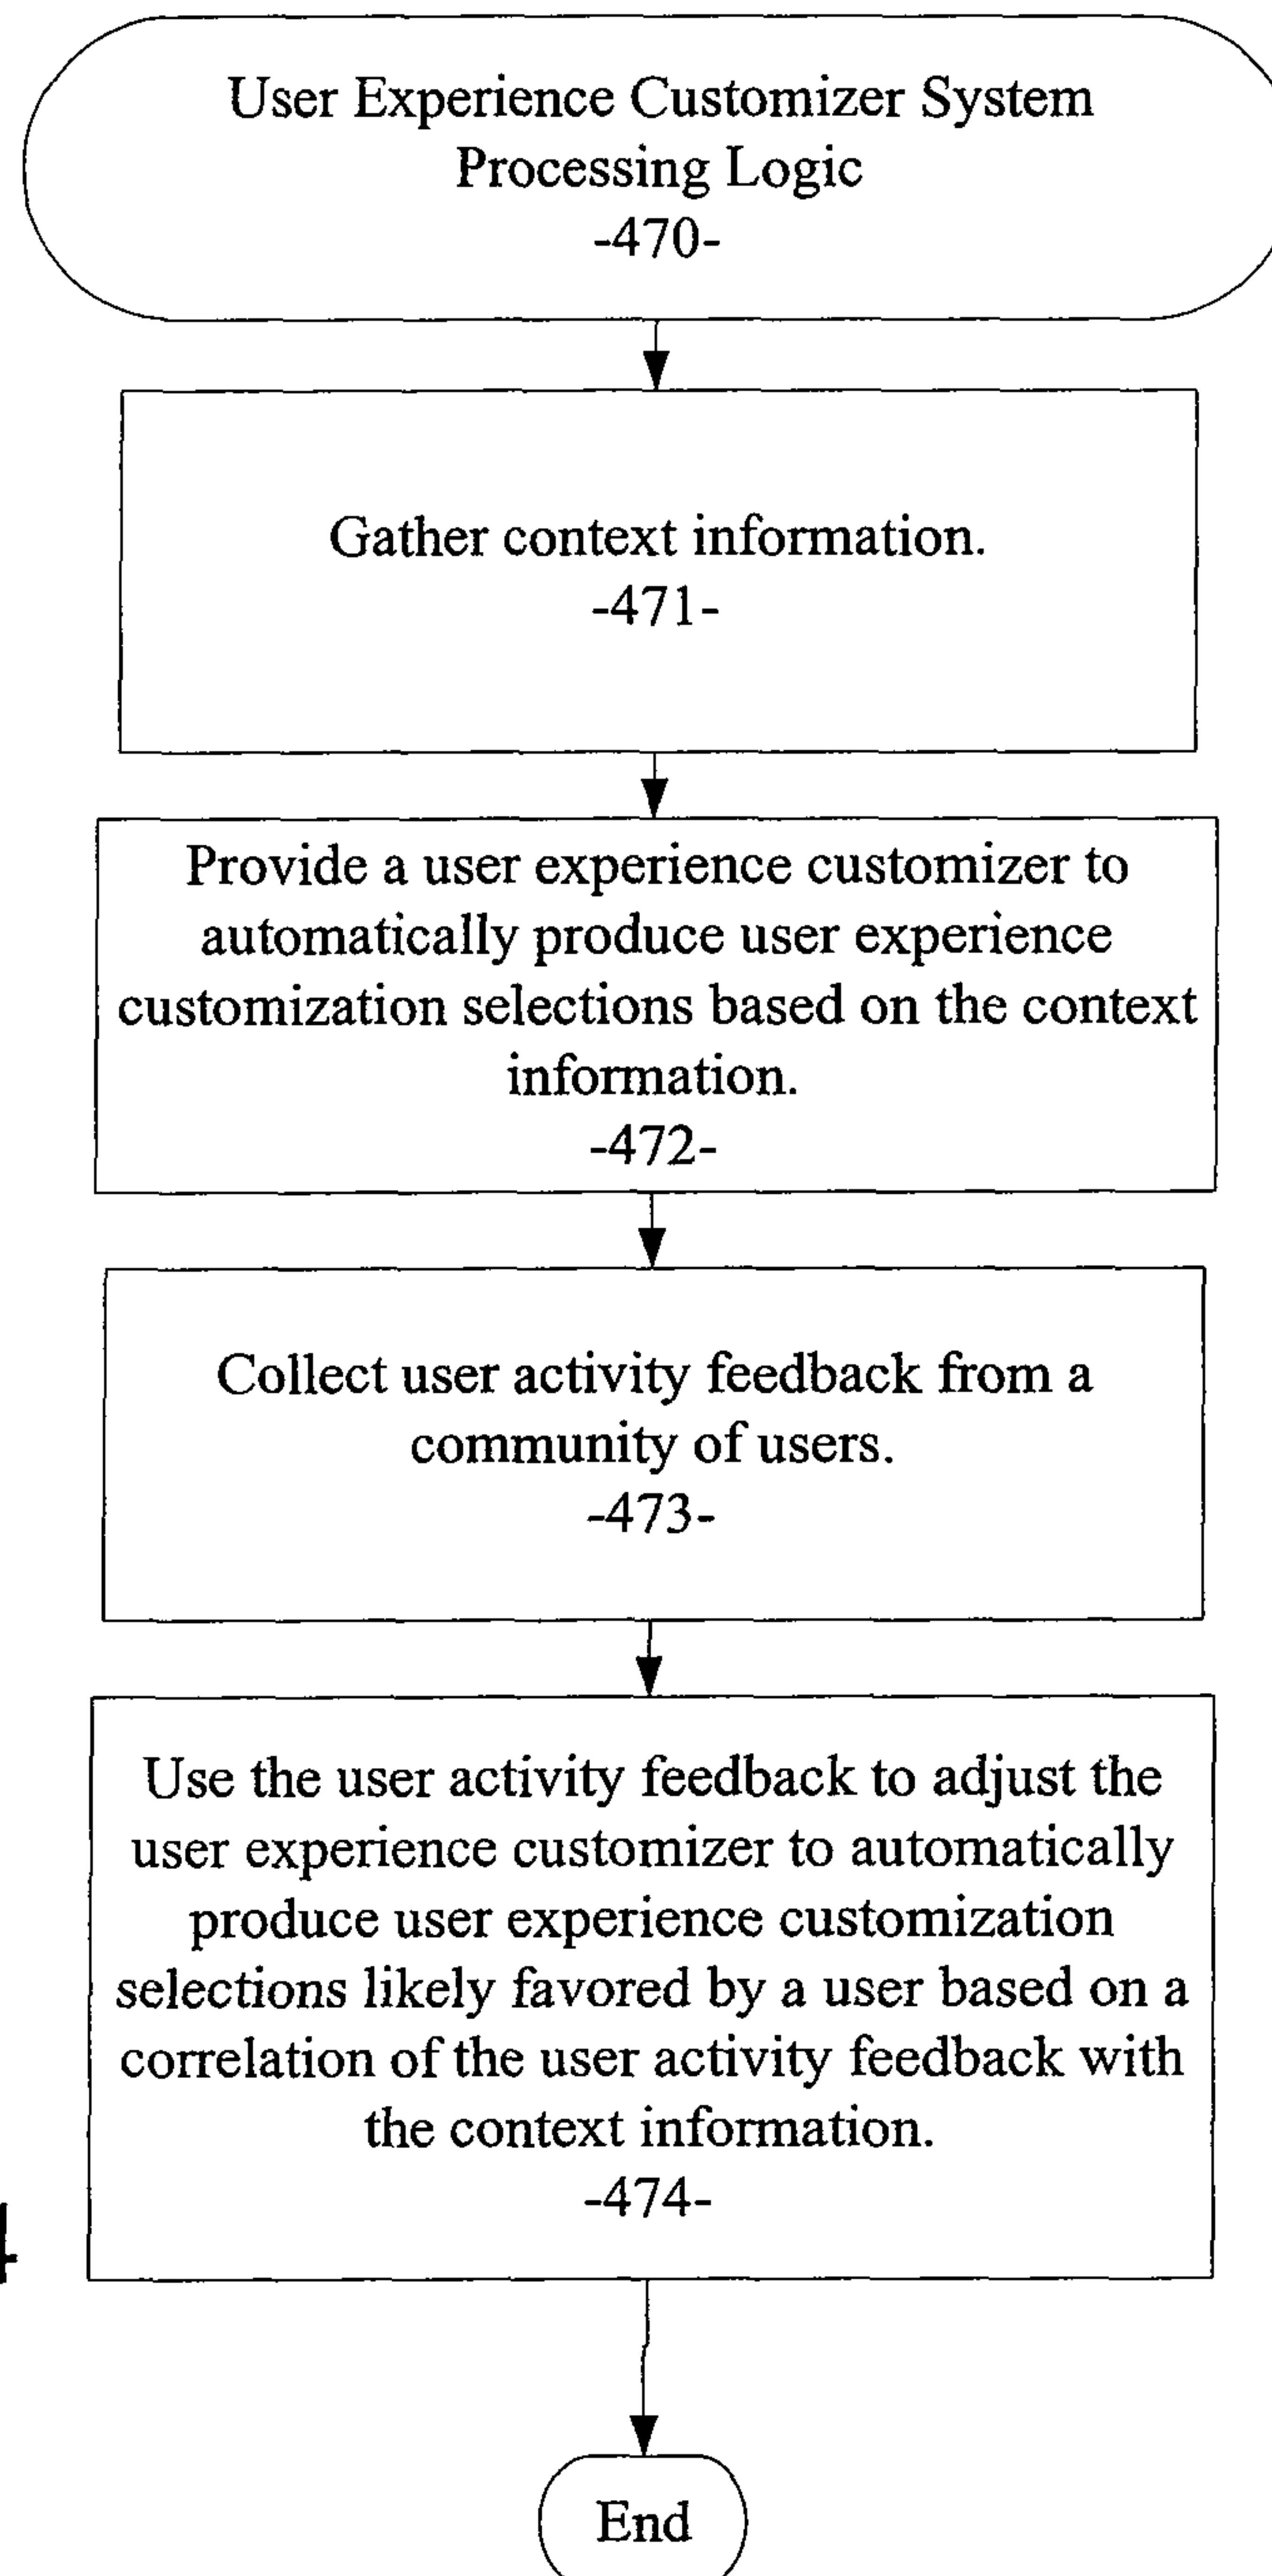 User Experience Customizer System
Processing Logic
-470-
Gather context information.
-471-
Provide a user experience customizer to
automatically produce user experience
customization selections based on the context
information.
-472-
Collect user activity feedback from a
community of users.
-473-
Use the user activity feedback to adjust the
user experience customizer to automatically
produce user experience customization
selections likely favored by a user based on a
correlation of the user activity feedback with
the context information.
-474-
End